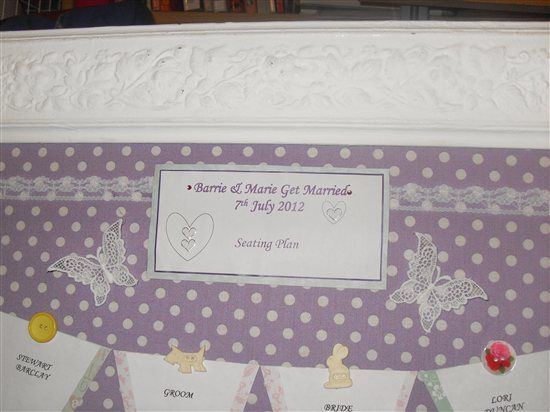 Barrie & Marie Get Married
7th July 2012
Seating Plan
STEWART
BARCLAY
GROOM
BRIDE
LORI
DUNCAN